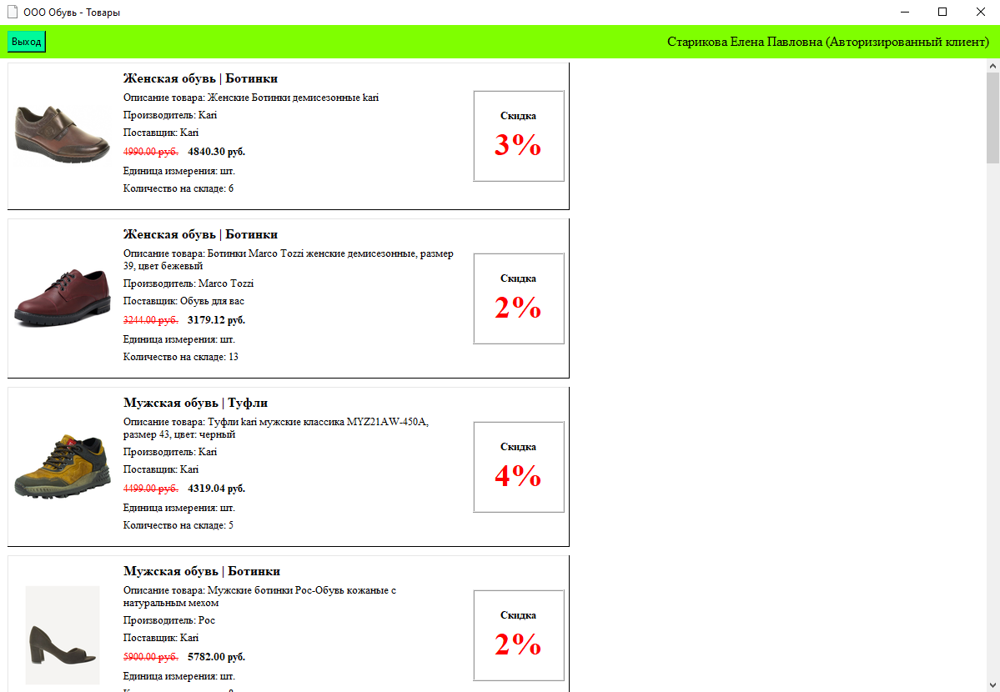 ООО Обувь - Товары
Выход
Старикова Елена Павловна (Авторизированный клиент)
Женская обувь | Ботинки
Описание товара: Женские Ботинки демисезонные kari
Производитель: Kari
Поставщик: Kari
4990.00 руб. 4840.30 руб.
Единица измерения: шт.
Количество на складе: 6
Скидка
3%
Женская обувь | Ботинки
Описание товара: Ботинки Marco Tozzi женские демисезонные, размер
39, цвет бежевый
Производитель: Marco Tozzi
Поставщик: Обувь для вас
3244.00 руб. 3179.12 руб.
Единица измерения: шт.
Количество на складе: 13
Скидка
2%
Мужская обувь | Туфли
Описание товара: Туфли kari мужские классика MYZ21AW-450A,
размер 43, цвет: черный
Производитель: Kari
Поставщик: Kari
4499.00 руб. 4319.04 руб.
Единица измерения: шт.
Количество на складе: 5
Скидка
4%
Мужская обувь | Ботинки
Описание товара: Мужские ботинки Рос-Обувь кожаные с
натуральным мехом
Производитель: Рос
Поставщик: Kari
5900.00 руб. 5782.00 руб.
Единица измерения: шт.
Скидка
2%